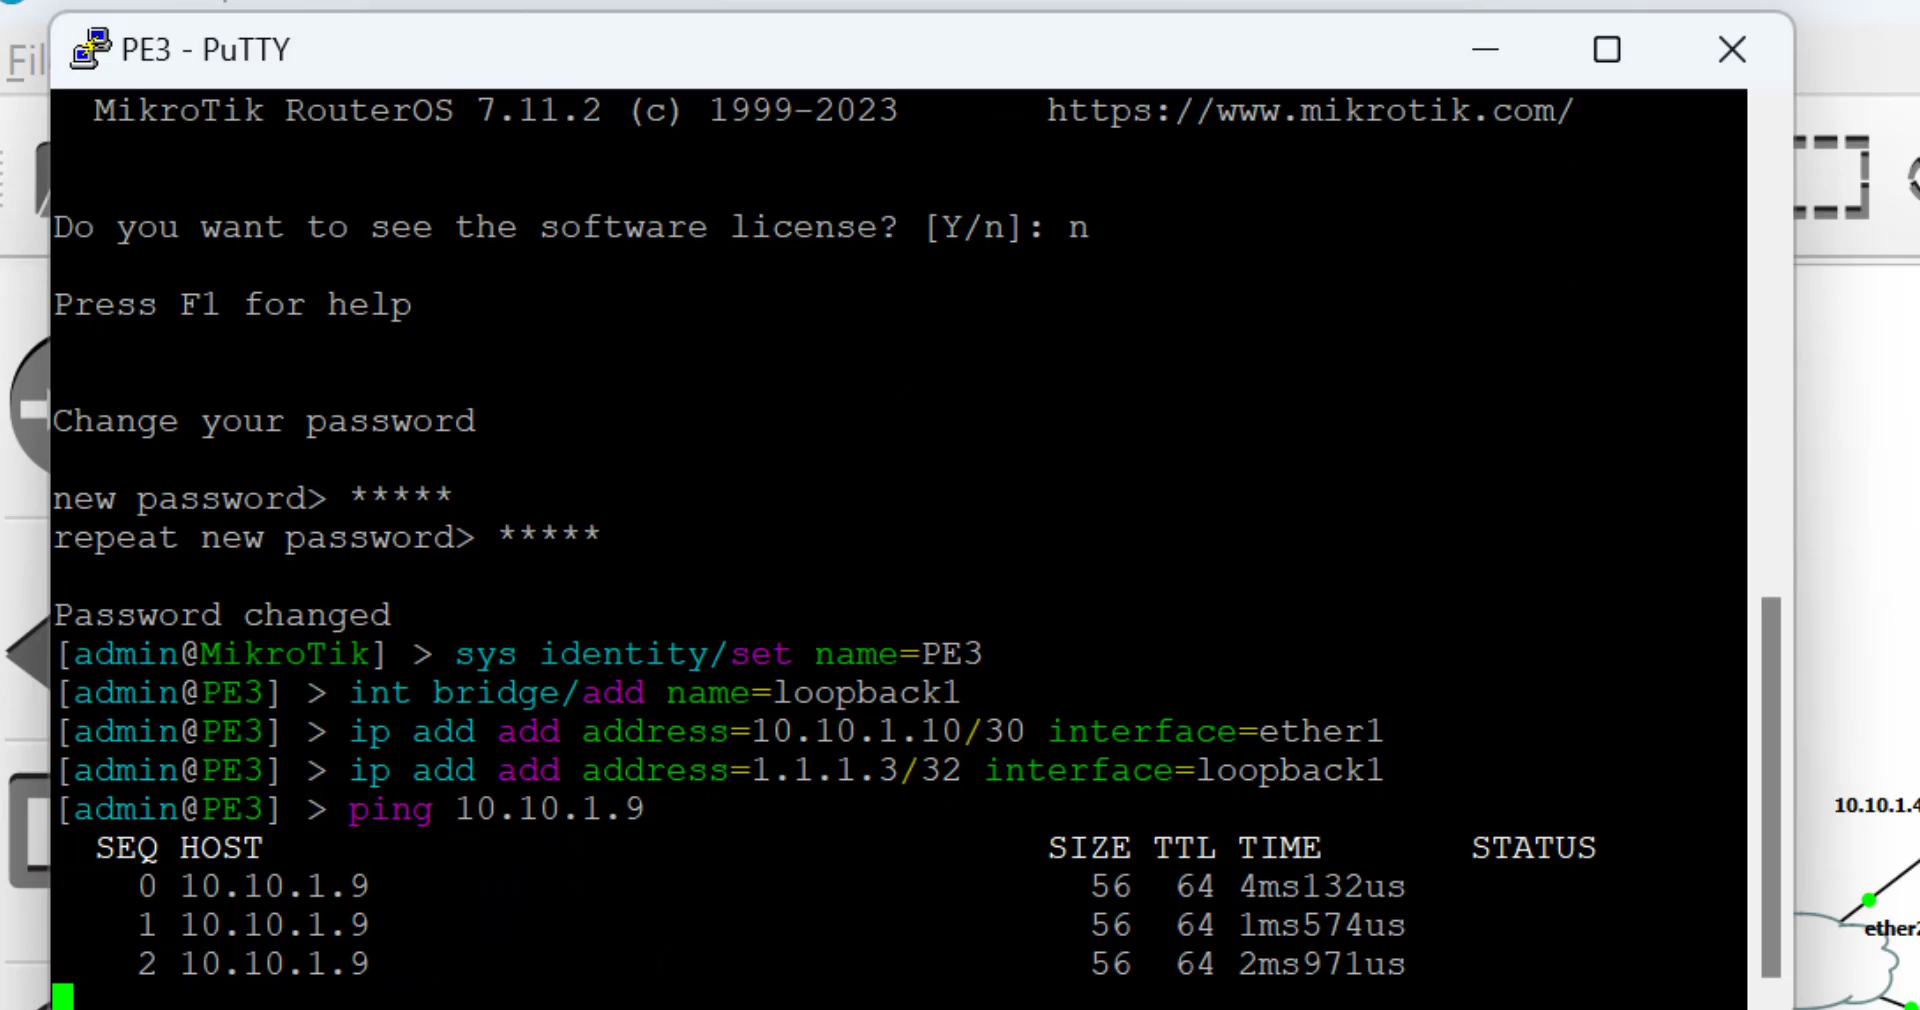 Fil
PE3 - PuTTY
MikroTik RouterOS 7.11.2 (c) 1999-2023 https://www.mikrotik.com/
Do you want to see the software license? [Y/n]: n
Press F1 for help
Change your password
new password> *****
repeat new password> *****
Password changed
[admin@MikroTik] > sys identity/set name=PE3
[admin@PE3] > int bridge/add name=loopback1
[admin@PE3] > ip add add address=10.10.1.10/30 interface=ether1
[admin@PE3] > ip add add address=1.1.1.3/32 interface=loopback1
[admin@PE3] > ping 10.10.1.9
SEQ HOST SIZE TTL TIME STATUS
0 10.10.1.9 56 64 4ms132us
1 10.10.1.9 56 64 1ms574us
2 10.10.1.9 56 64 2ms971us
10.10.1.4
ether2